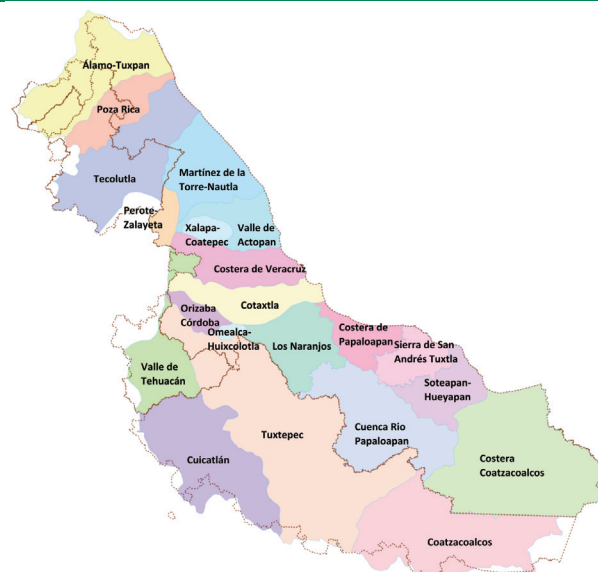 Álamo-Tuxpan
Poza Rica
Tecolutla
Martínez de la
Torre-Nautla
Perote-
Zalayeta
Xalapa-
Coatepec
Valle de
Actopan
Costera de Veracruz
Cotaxtla
Orizaba
Córdoba
Omealca-
Huixcolotla
Los Naranjos
Costera de
Papaloapan
Sierra de San
Andrés Tuxtla
Soteapan-
Hueyapan
Valle de
Tehuacán
Cuicatlán
Tuxtepec
Cuenca Rio
Papaloapan
Costera
Coatzacoalcos
Coatzacoalcos